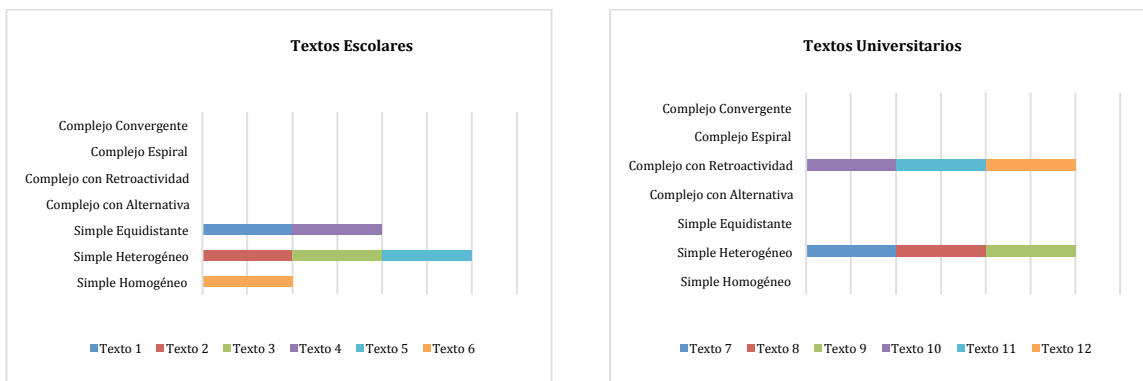 Textos Escolares
Complejo Convergente
Complejo Espiral
Complejo con Retroactividad
Complejo con Alternativa
Simple Equidistante
Simple Heterogéneo
Simple Homogéneo
Texto 1 Texto 2 Texto 3 Texto 4 Texto 5 Texto 6
Textos Universitarios
Complejo Convergente
Complejo Espiral
Complejo con Retroactividad
Complejo con Alternativa
Simple Equidistante
Simple Heterogéneo
Simple Homogéneo
Texto 7 Texto 8 Texto 9 Texto 10 Texto 11 Texto 12